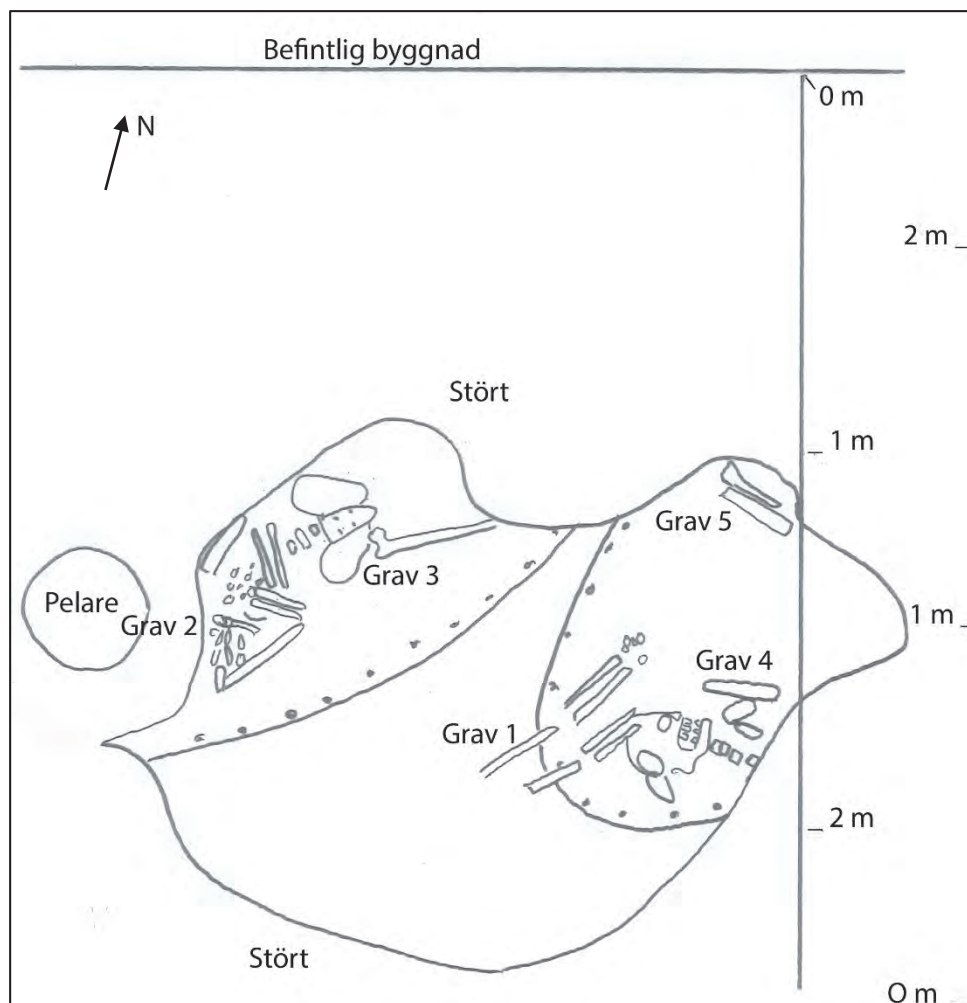 Befintlig byggnad
0 m
N
2 m
Stört
1 m
Grav 5
Grav 3
Pelare
Grav 2
1 m
Grav 4
Grav 1
2 m
Stört
O m